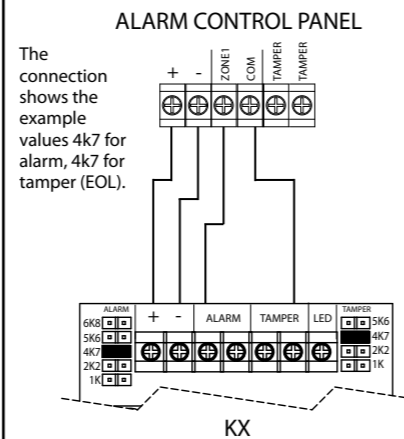 ALARM CONTROL PANEL
The
connection
shows the
example
values 4k7 for
alarm, 4k7 for
tamper (EOL).
+ - ZONE1 COM TAMPER TAMPER
ALARM
6K8
5K6
4K7
2K2
1K
+ - ALARM TAMPER LED
TAMPER
5K6
4K7
2K2
1K
KX